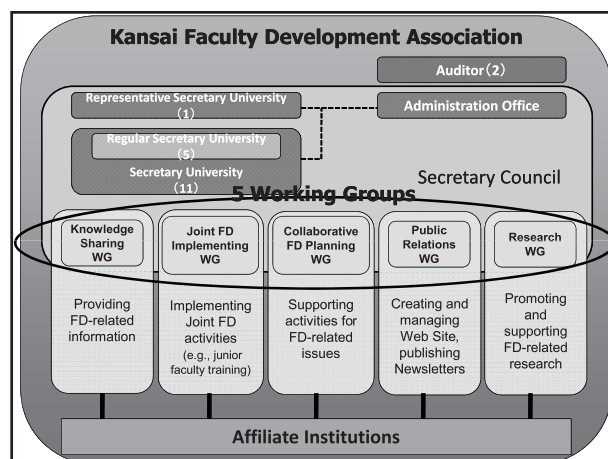 Kansai Faculty Development Association
Auditor(2)
Representative Secretary University
(1)
Administration Office
Regular Secretary University
(5)
Secretary University
(11)
Secretary Council
5 Working Groups
Knowledge
Sharing
WG
Joint FD
Implementing
WG
Collaborative
FD Planning
WG
Public
Relations
WG
Research
WG
Providing
FD-related
information
Implementing
Joint FD
activities
(e.g., junior
faculty training)
Supporting
activities for
FD-related
issues
Creating and
managing
Web Site,
publishing
Newsletters
Promoting
and
supporting
FD-related
research
Affiliate Institutions